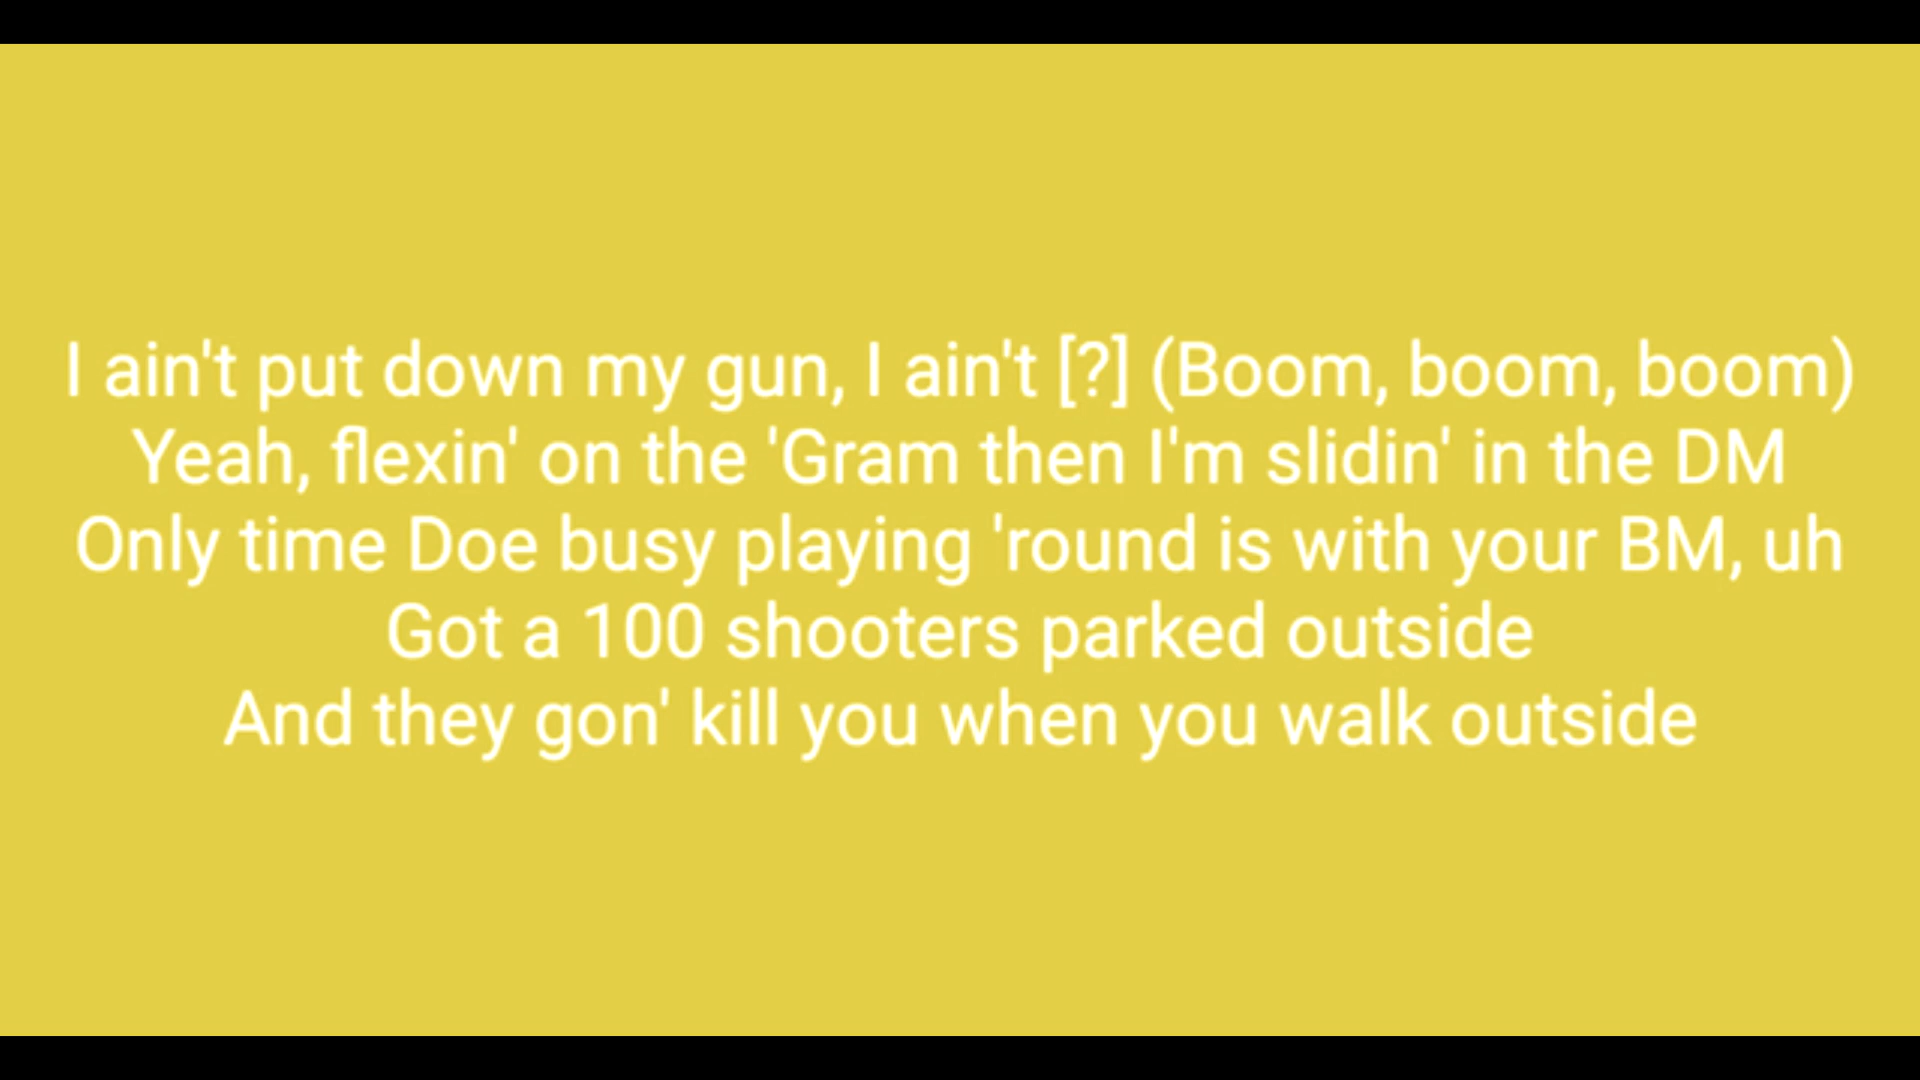 I ain't put down my gun, I ain't [?] (Boom, boom, boom)
Yeah, flexin' on the 'Gram then I'm slidin' in the DM
Only time Doe busy playing 'round is with your BM, uh
Got a 100 shooters parked outside
And they gon' kill you when you walk outside